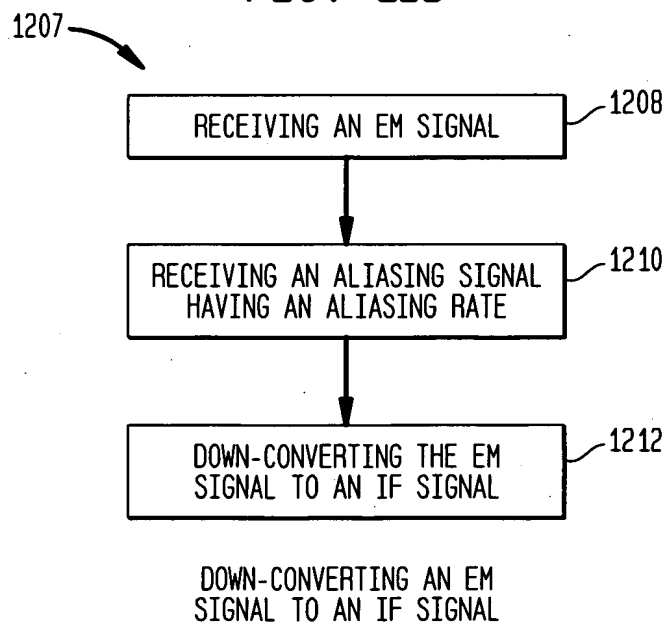 1207
RECEIVING AN EM SIGNAL
1208
RECEIVING AN ALIASING SIGNAL
HAVING AN ALIASING RATE
1210
DOWN-CONVERTING THE EM
SIGNAL TO AN IF SIGNAL
1212
DOWN-CONVERTING AN EM
SIGNAL TO AN IF SIGNAL